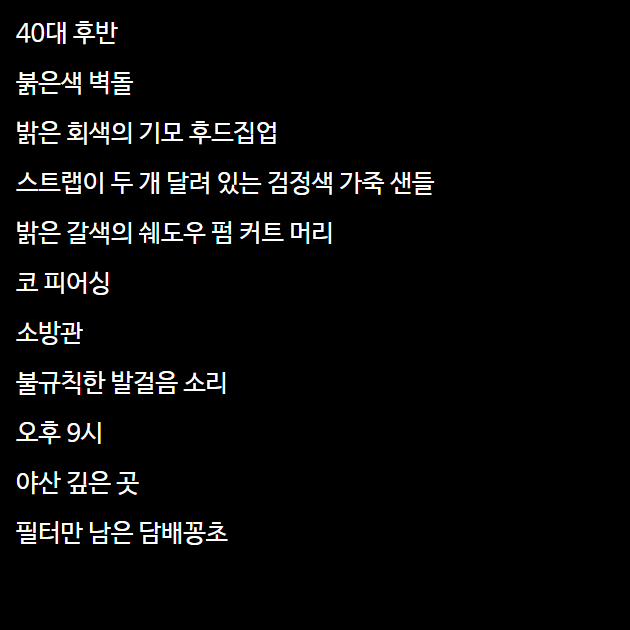 40대 후반
붉은색 벽돌
밝은 회색의 기모 후드집업
스트랩이 두 개 달려 있는 검정색 가죽 샌들
밝은 갈색의 쉐도우 펌 커트 머리
코 피어싱
소방관
불규칙한 발걸음 소리
오후 9시
야산 깊은 곳
필터만 남은 담배꽁초